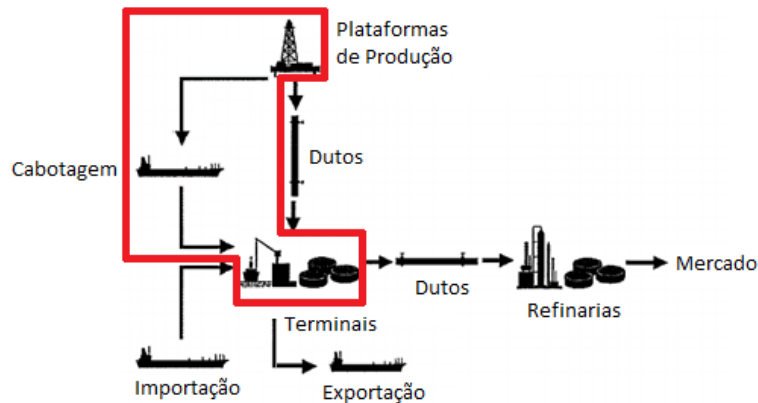 Plataformas
de Produção
Dutos
Cabotagem
Mercado
Dutos
Refinarias
Terminais
Importação
Exportação